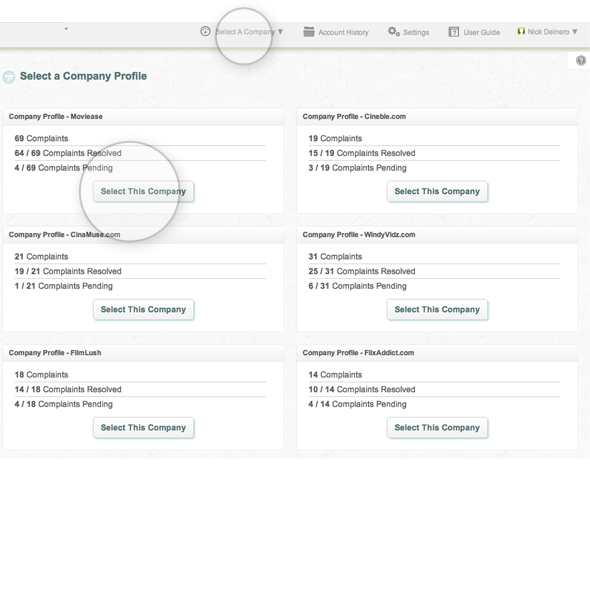 Select A Company ▼ Account History Settings User Guide Nick Delnero ▼
Select a Company Profile
Company Profile - Moviease
69 Complaints
64 / 69 Complaints Resolved
4 / 69 Complaints Pending
Select This Company
Company Profile - Cineble.com
19 Complaints
15 / 19 Complaints Resolved
3 / 19 Complaints Pending
Select This Company
Company Profile - CinaMuse.com
21 Complaints
19 / 21 Complaints Resolved
1 / 21 Complaints Pending
Select This Company
Company Profile - WindyVidz.com
31 Complaints
25 / 31 Complaints Resolved
6 / 31 Complaints Pending
Select This Company
Company Profile - FilmLush
18 Complaints
14 / 18 Complaints Resolved
4 / 18 Complaints Pending
Select This Company
Company Profile - FlixAddict.com
14 Complaints
10 / 14 Complaints Resolved
4 / 14 Complaints Pending
Select This Company